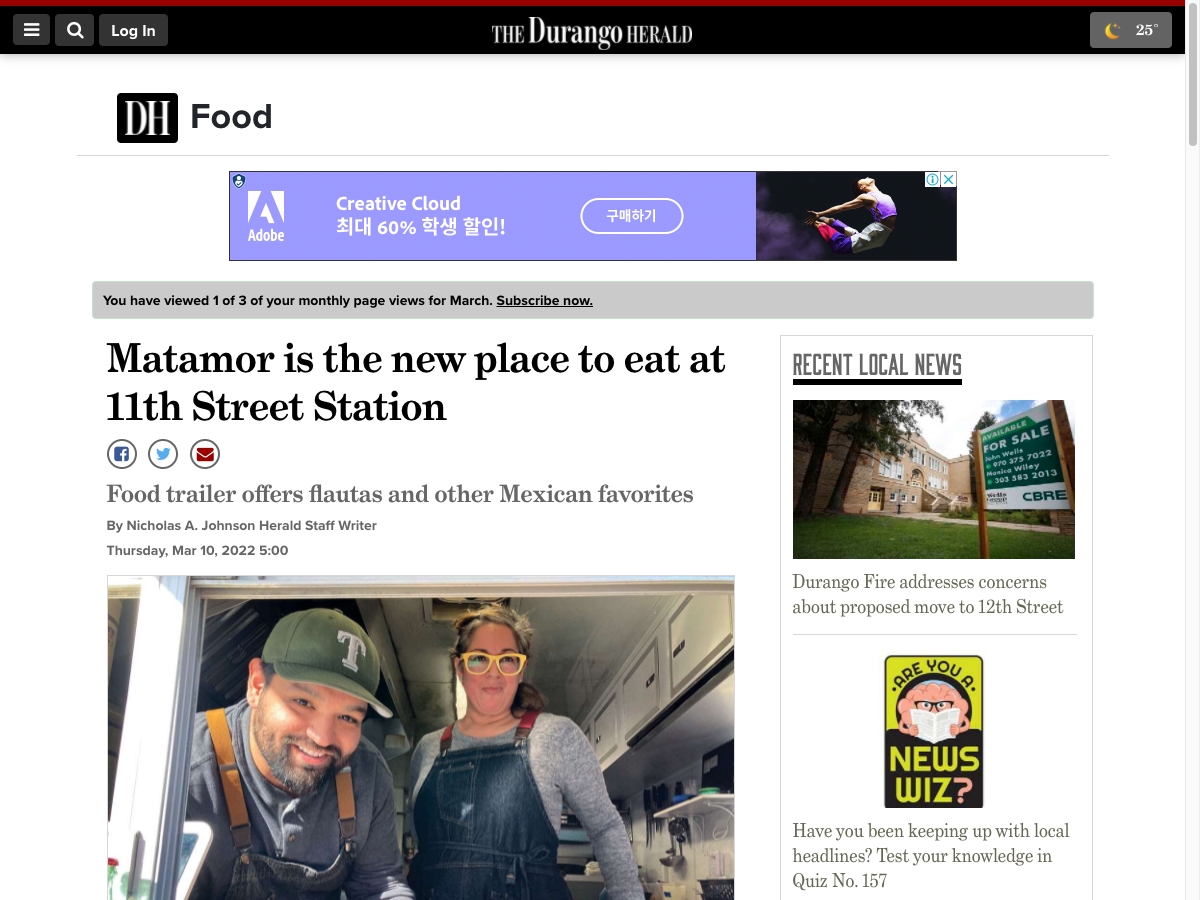 Log In
THE Durango HERALD
25°
DH Food
Adobe
Creative Cloud
최대 60% 학생 할인!
구매하기
You have viewed 1 of 3 of your monthly page views for March. Subscribe now.
Matamor is the new place to eat at
11th Street Station
Food trailer offers flautas and other Mexican favorites
By Nicholas A. Johnson Herald Staff Writer
Thursday, Mar 10, 2022 5:00
T
RECENT LOCAL NEWS
AVAILABLE
FOR SALE
John Wells
970 375 7022
Monica Wiley
303 583 2013
Wells Group
CBRE
Durango Fire addresses concerns
about proposed move to 12th Street
ARE YOU A
NEWS
WIZ?
Have you been keeping up with local
headlines? Test your knowledge in
Quiz No. 157